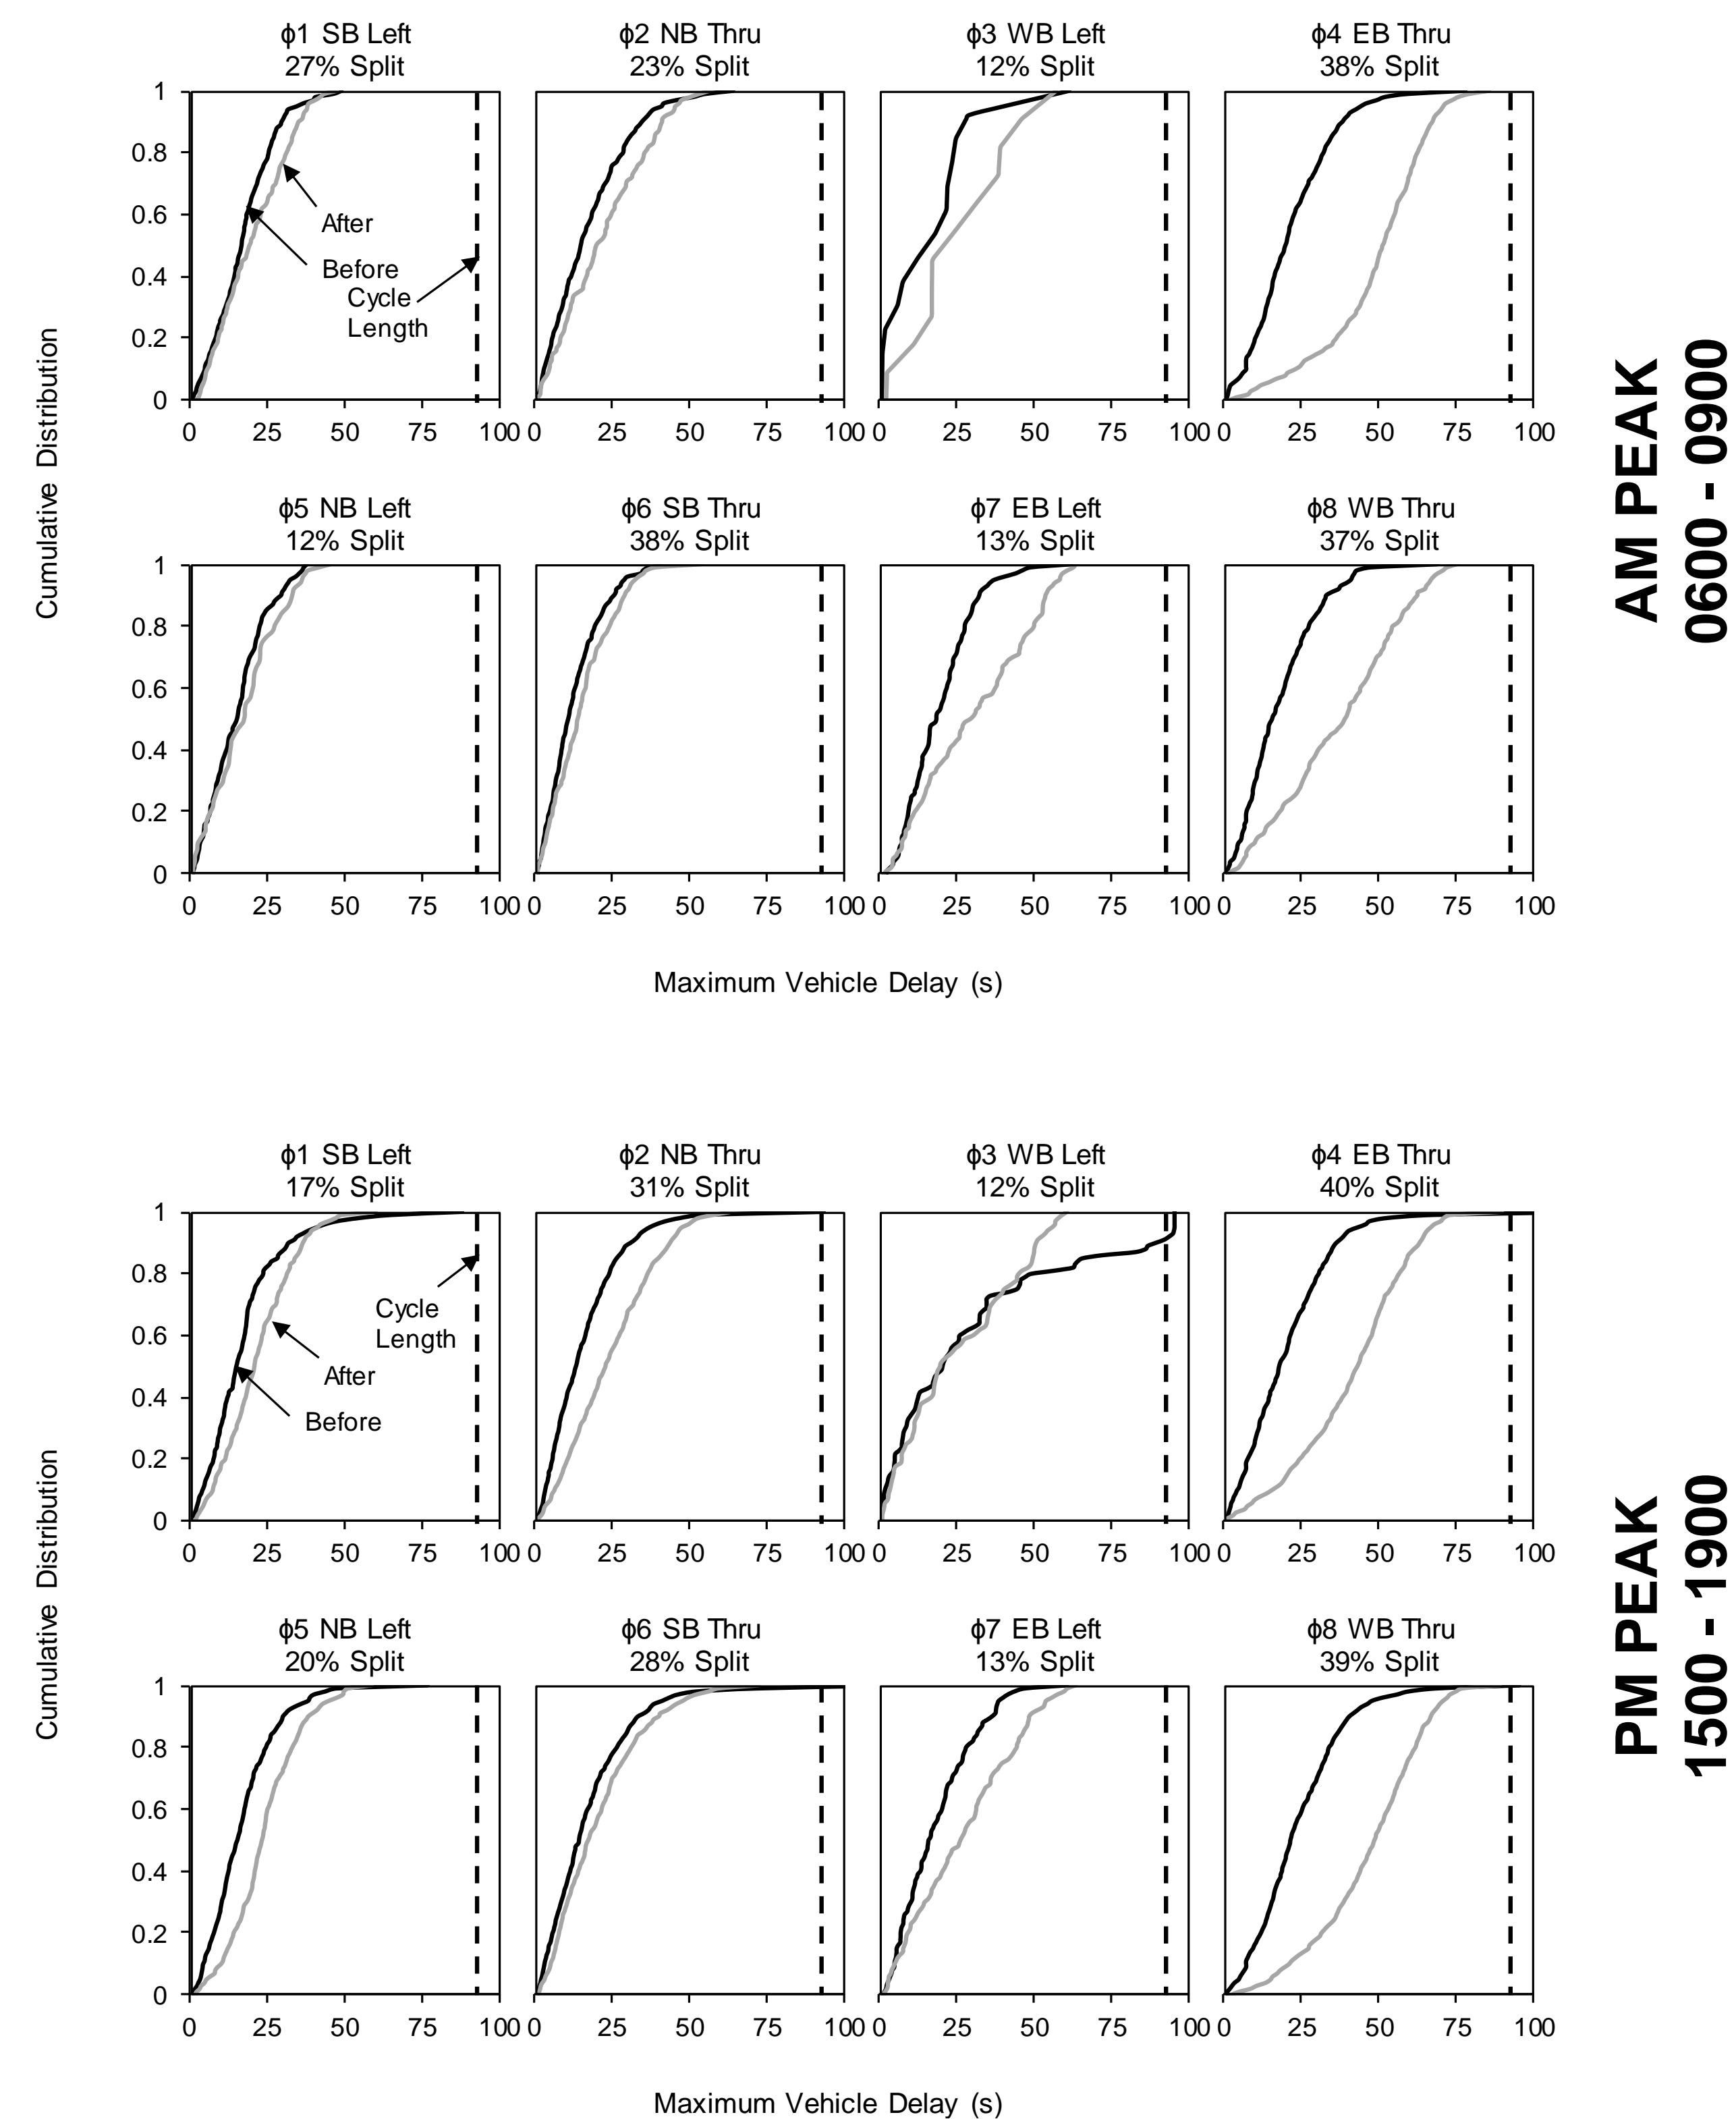 ϕ1 SB Left
27% Split
ϕ2 NB Thru
23% Split
ϕ3 WB Left
12% Split
ϕ4 EB Thru
38% Split
1
0.8
0.6
0.4
0.2
0
After
Before
Cycle
Length
0 25 50 75 100
0 25 50 75 100
0 25 50 75 100
0 25 50 75 100
ϕ5 NB Left
12% Split
ϕ6 SB Thru
38% Split
ϕ7 EB Left
13% Split
ϕ8 WB Thru
37% Split
1
0.8
0.6
0.4
0.2
0
0 25 50 75 100
0 25 50 75 100
0 25 50 75 100
0 25 50 75 100
Cumulative Distribution
Maximum Vehicle Delay (s)
AM PEAK
0600 - 0900
ϕ1 SB Left
17% Split
ϕ2 NB Thru
31% Split
ϕ3 WB Left
12% Split
ϕ4 EB Thru
40% Split
1
0.8
0.6
0.4
0.2
0
Cycle
Length
After
Before
0 25 50 75 100
0 25 50 75 100
0 25 50 75 100
0 25 50 75 100
ϕ5 NB Left
20% Split
ϕ6 SB Thru
28% Split
ϕ7 EB Left
13% Split
ϕ8 WB Thru
39% Split
1
0.8
0.6
0.4
0.2
0
0 25 50 75 100
0 25 50 75 100
0 25 50 75 100
0 25 50 75 100
Cumulative Distribution
Maximum Vehicle Delay (s)
PM PEAK
1500 - 1900